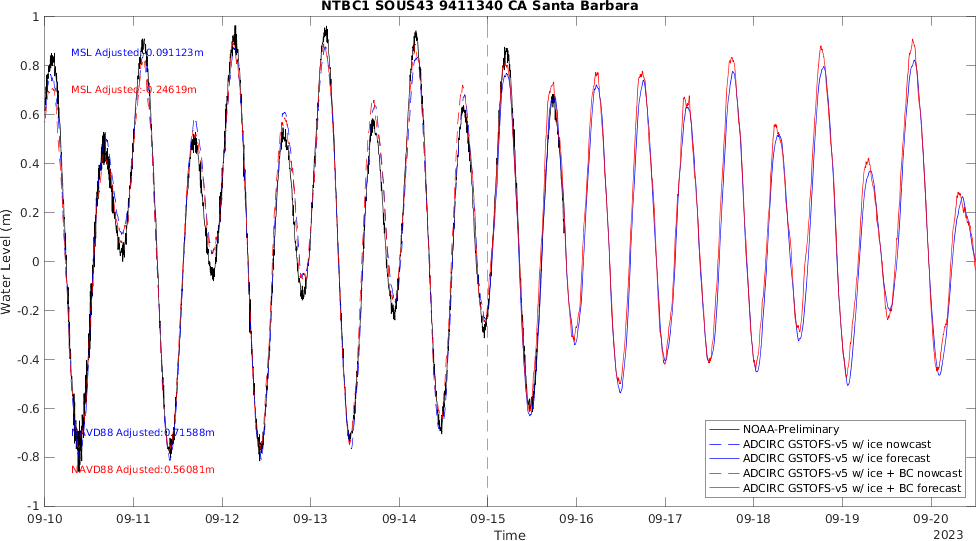 NTBC1 SOUS43 9411340 CA Santa Barbara
1
0.8
0.6
0.4
0.2
0
-0.2
-0.4
-0.6
-0.8
-1
Water Level (m)
MSL Adjusted:-0.091123m
MSL Adjusted:-0.24619m
NAVD88 Adjusted:0.71588m
NAVD88 Adjusted:0.56081m
NOAA-Preliminary
ADCIRC GSTOFS-v5 w/ ice nowcast
ADCIRC GSTOFS-v5 w/ ice forecast
ADCIRC GSTOFS-v5 w/ ice + BC nowcast
ADCIRC GSTOFS-v5 w/ ice + BC forecast
09-10 09-11 09-12 09-13 09-14 09-15 09-16 09-17 09-18 09-19 09-20
Time
2023